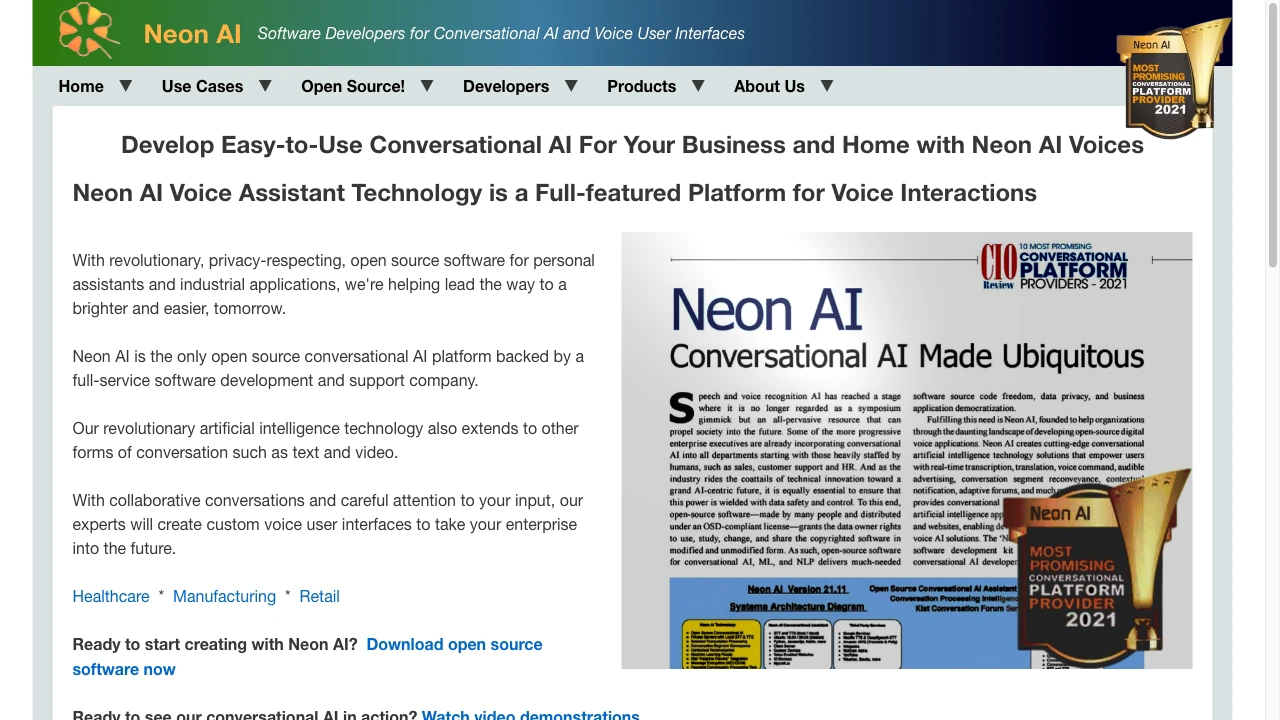 Neon AI
Software Developers for Conversational AI and Voice User Interfaces
Neon AI
MOST
PROMISING
CONVERSATIONAL
PLATFORM
PROVIDER
2021
Home ▼ Use Cases ▼ Open Source! ▼ Developers ▼ Products ▼ About Us ▼
Develop Easy-to-Use Conversational AI For Your Business and Home with Neon AI Voices
Neon AI Voice Assistant Technology is a Full-featured Platform for Voice Interactions
With revolutionary, privacy-respecting, open source software for personal
assistants and industrial applications, we're helping lead the way to a
brighter and easier, tomorrow.
Neon AI is the only open source conversational AI platform backed by a
full-service software development and support company.
Our revolutionary artificial intelligence technology also extends to other
forms of conversation such as text and video.
With collaborative conversations and careful attention to your input, our
experts will create custom voice user interfaces to take your enterprise
into the future.
Healthcare * Manufacturing * Retail
Ready to start creating with Neon AI? Download open source
software now
Ready to see our conversational AI in action? Watch video demonstrations
CIO
Review
10 MOST PROMISING
CONVERSATIONAL
PLATFORM
PROVIDERS - 2021
Neon AI
Conversational AI Made Ubiquitous
Speech and voice recognition AI has reached a stage
where it is no longer regarded as a symposium
gimmick but an all-pervasive resource that can
propel society into the future. Some of the more progressive
enterprise executives are already incorporating conversational
AI into all departments starting with those heavily staffed by
humans, such as sales, customer support and HR. And as the
industry rides the coattails of technical innovation toward a
grand AI-centric future, it is equally essential to ensure that
this power is wielded with data safety and control. To this end,
open-source software—made by many people and distributed
under an OSD-compliant license—grants the data owner rights
to use, study, change, and share the copyrighted software in
modified and unmodified form. As such, open-source software
for conversational AI, ML, and NLP delivers much-needed
software source code freedom, data privacy, and business
application democratization.
Fulfilling this need is Neon AI, founded to help organizations
through the daunting landscape of developing open-source digital
voice applications. Neon AI creates cutting-edge conversational
artificial intelligence technology solutions that empower users
with real-time transcription, translation, voice command, audible
advertising, conversation segment reconveyance, contextual
notification, adaptive forums, and much
provides conversational
artificial intelligence app
and websites, enabling de
voice AI solutions. The
software development kit
conversational AI developer
Neon AI
MOST
PROMISING
CONVERSATIONAL
PLATFORM
PROVIDER
2021
Neon AI Version 21.11
Systems Architecture Diagram
Open Source Conversational AI Assistant
Conversation Processing Intelligence
Klat Conversation Forum Ser
Neon AI Technology
Neon AI Conversational Assistant
Third Party Services